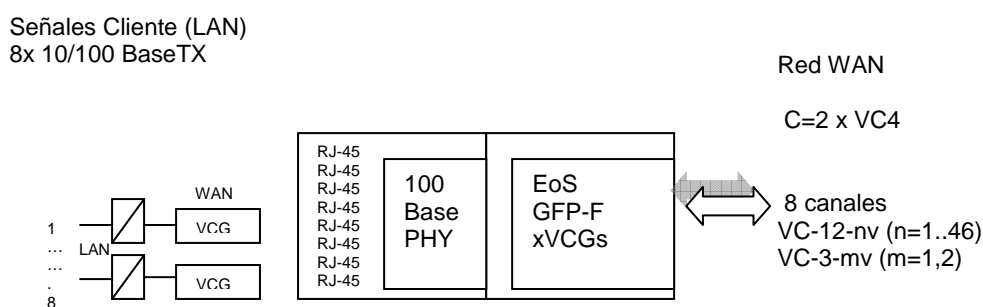 Señales Cliente (LAN)
8x 10/100 BaseTX
Red WAN
C=2 x VC4
RJ-45
RJ-45
RJ-45
RJ-45
RJ-45
RJ-45
RJ-45
RJ-45
100
Base
PHY
EoS
GFP-F
xVCGs
8 canales
VC-12-nv (n=1..46)
VC-3-mv (m=1,2)
WAN
1
VCG
...
LAN
...
.
VCG
8